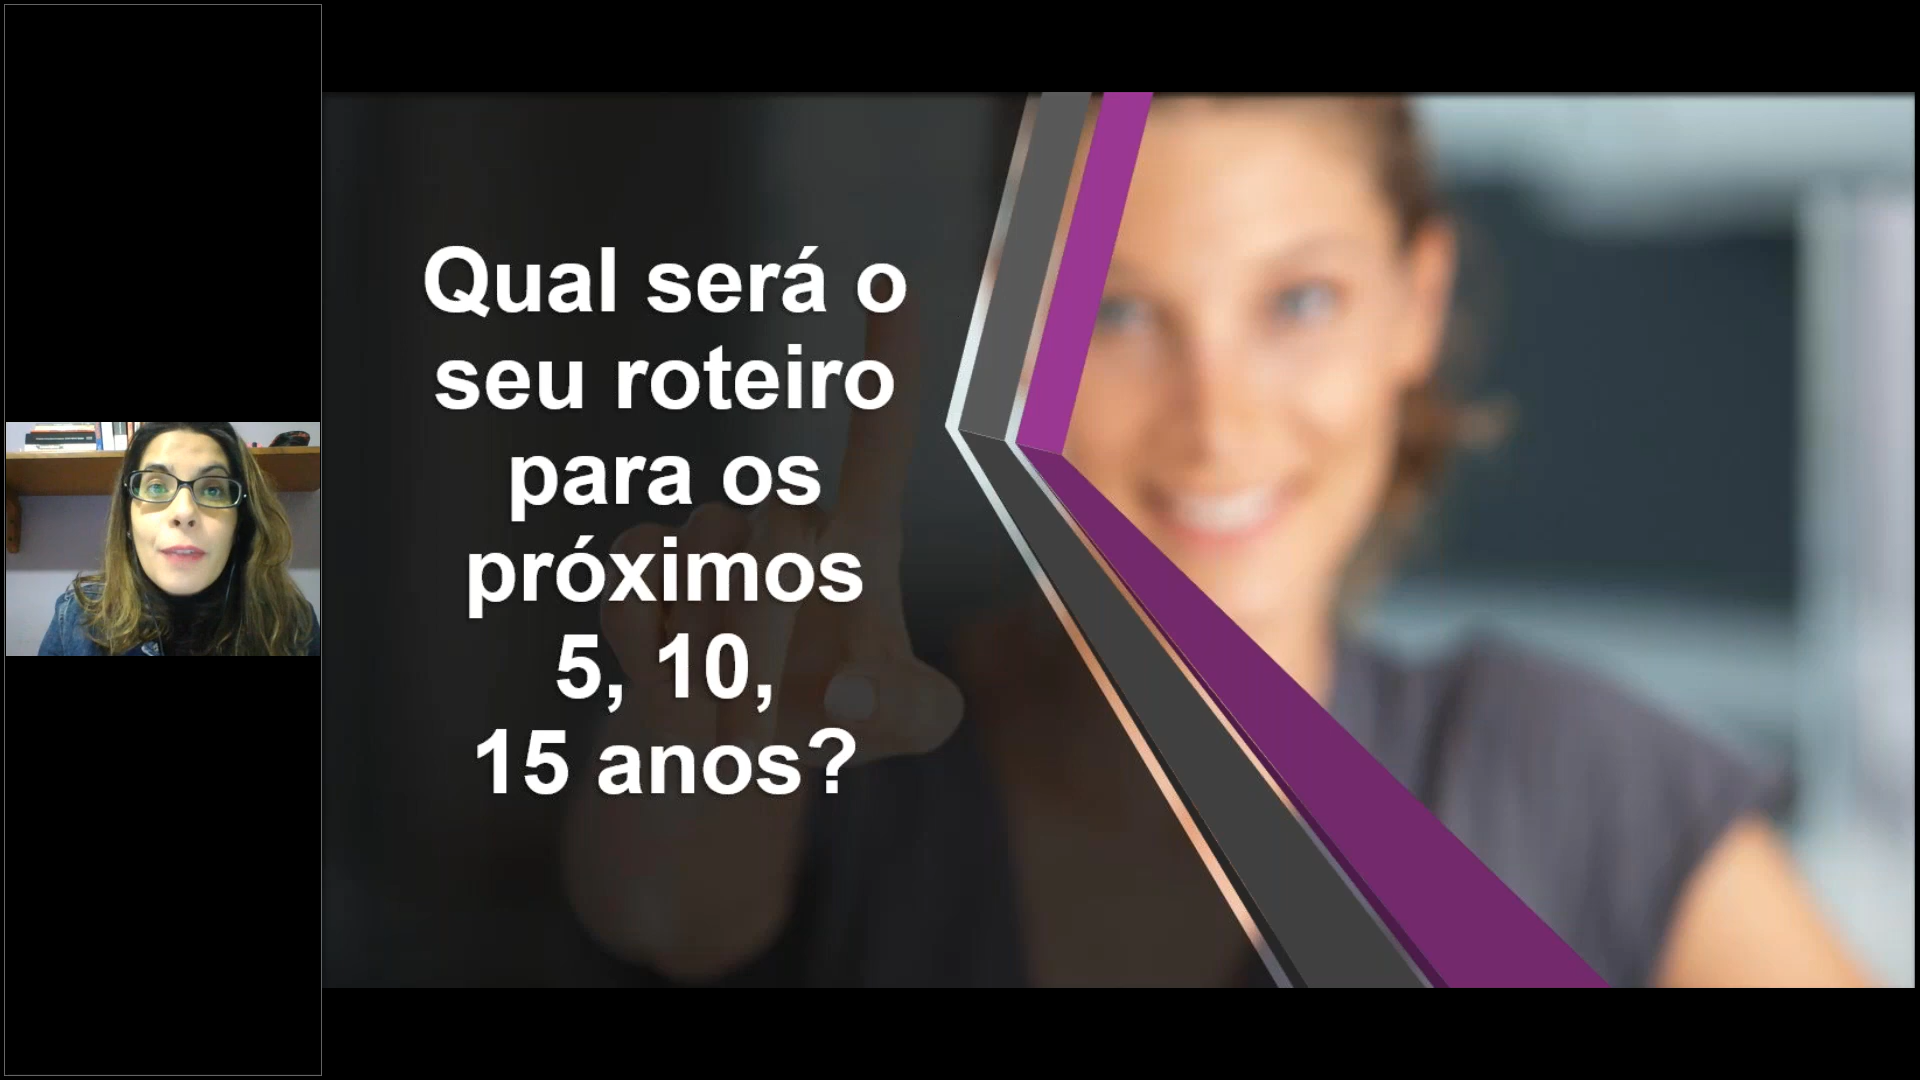 Qual será o
seu roteiro
para os
próximos
5, 10,
15 anos?